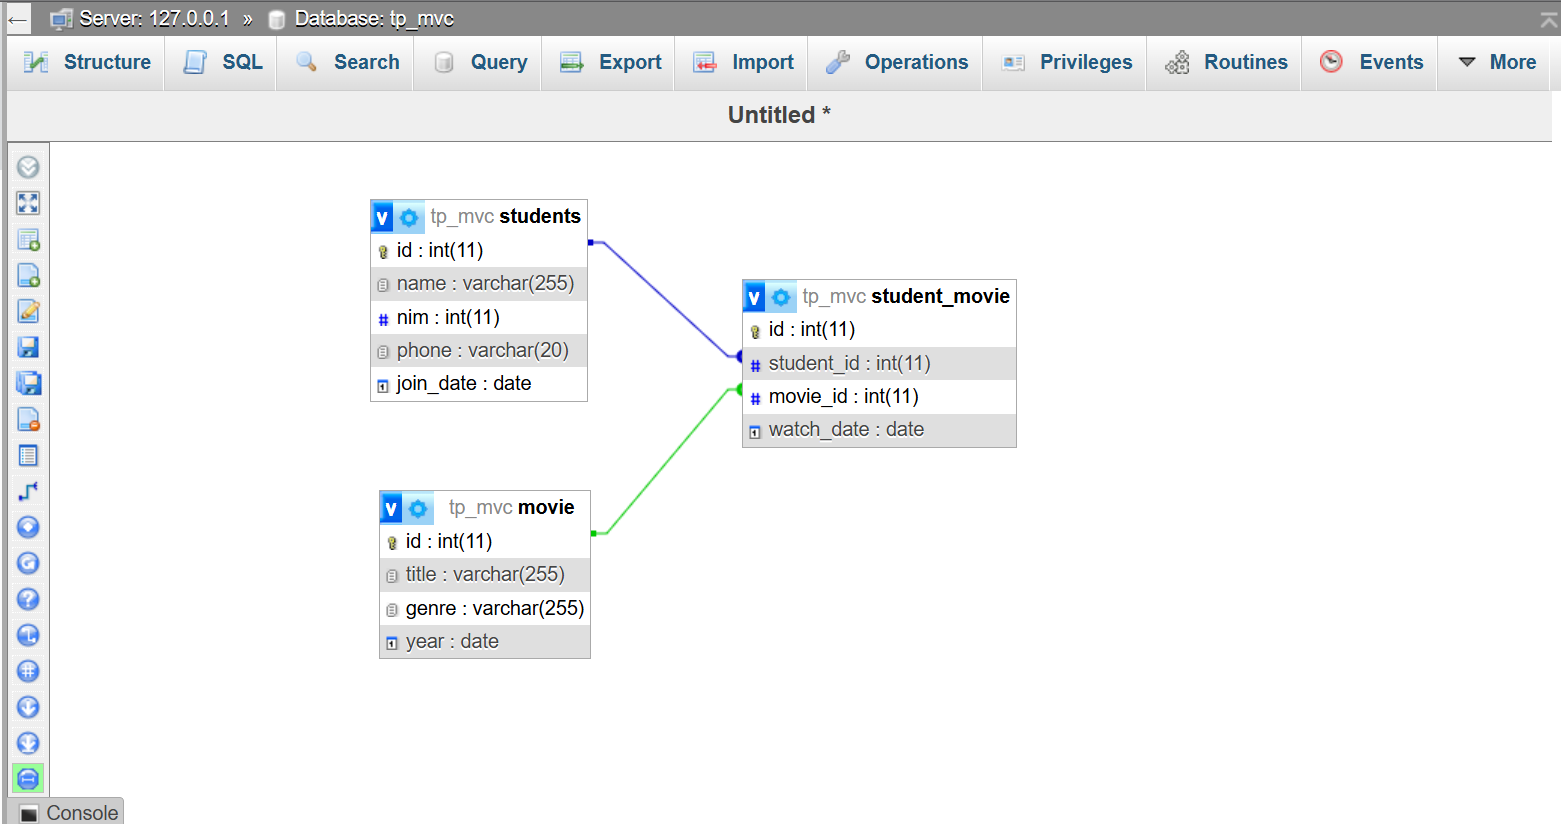 Server: 127.0.0.1 » Database: tp_mvc
Structure SQL Search Query Export Import Operations Privileges Routines Events More
Untitled *
v tp_mvc students
id : int(11)
name : varchar(255)
# nim : int(11)
phone : varchar(20)
join_date : date
v tp_mvc student_movie
id : int(11)
# student_id : int(11)
# movie_id : int(11)
watch_date : date
v tp_mvc movie
id : int(11)
title : varchar(255)
genre : varchar(255)
year : date
Console